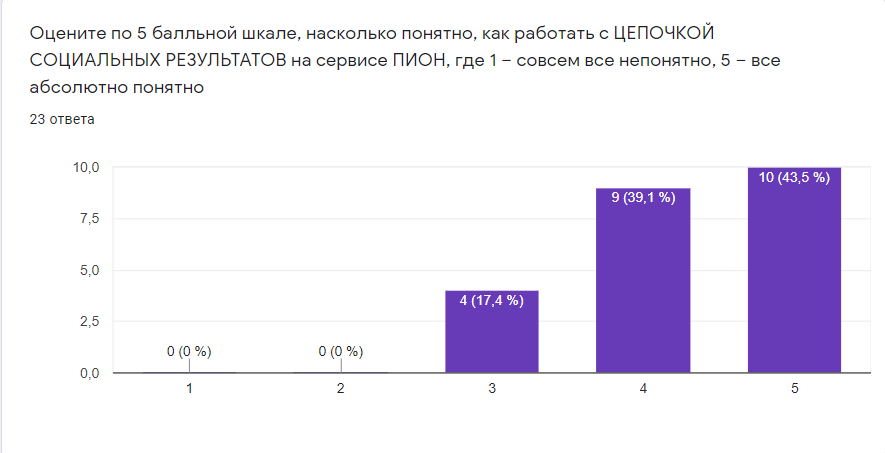 Оцените по 5 балльной шкале, насколько понятно, как работать с ЦЕПОЧКОЙ
СОЦИАЛЬНЫХ РЕЗУЛЬТАТОВ на сервисе ПИОН, где 1 – совсем все непонятно, 5 – все
абсолютно понятно
23 ответа
10,0
7,5
5,0
2,5
0,0
0 (0 %)
0 (0 %)
4 (17,4 %)
9 (39,1 %)
10 (43,5 %)
1
2
3
4
5